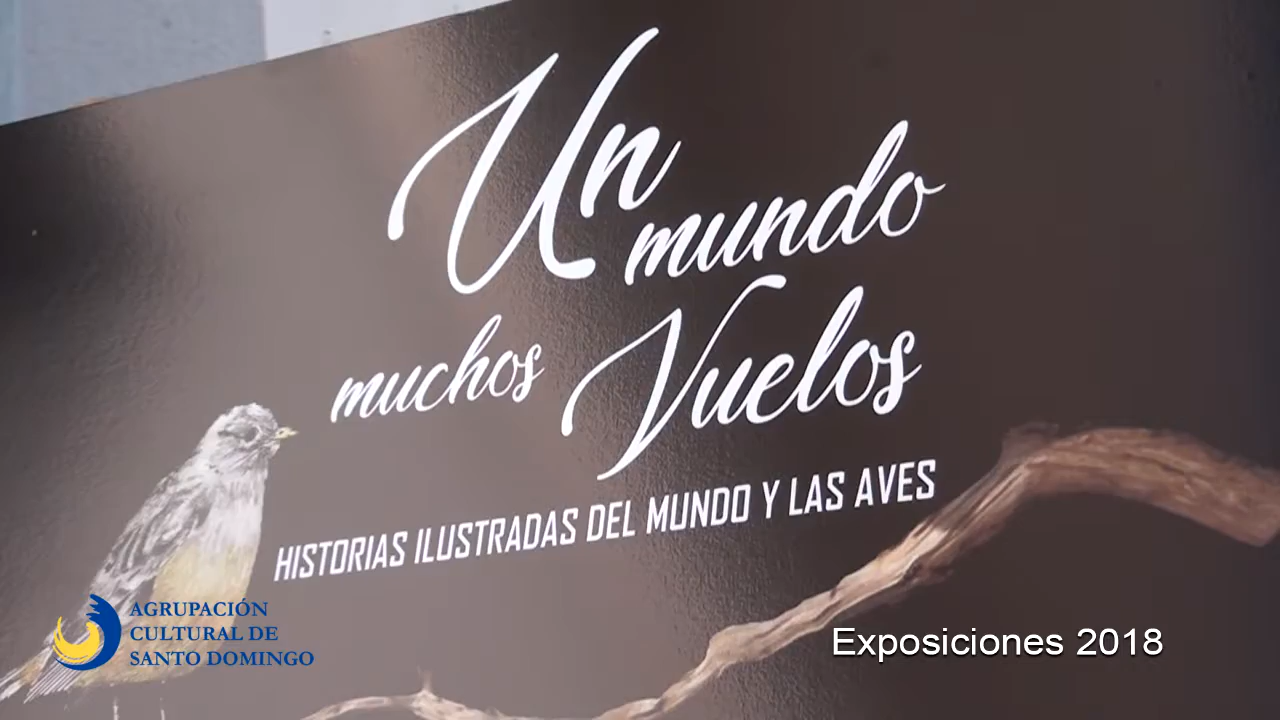 Un
mundo
muchos Vuelos
HISTORIAS ILUSTRADAS DEL MUNDO Y LAS AVES
AGRUPACIÓN
CULTURAL DE
SANTO DOMINGO
Exposiciones 2018